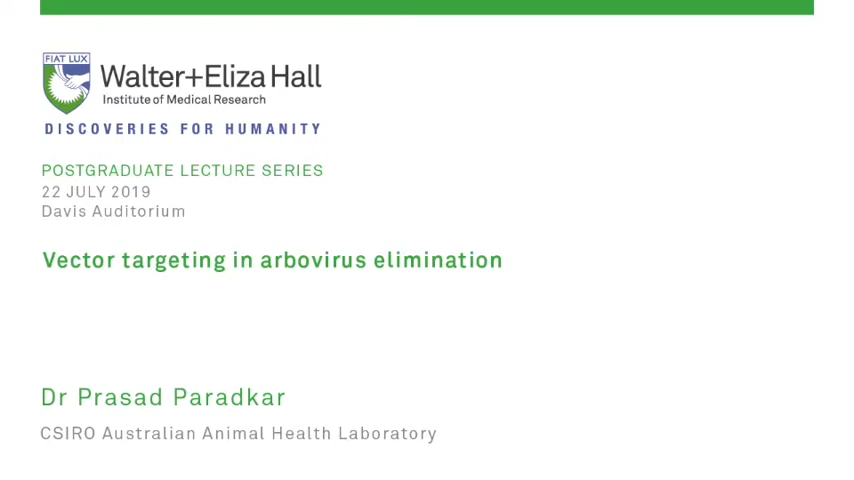 FIAT LUX
Walter+Eliza Hall
Institute of Medical Research
DISCOVERIES FOR HUMANITY
POSTGRADUATE LECTURE SERIES
22 JULY 2019
Davis Auditorium
Vector targeting in arbovirus elimination
Dr Prasad Paradkar
CSIRO Australian Animal Health Laboratory